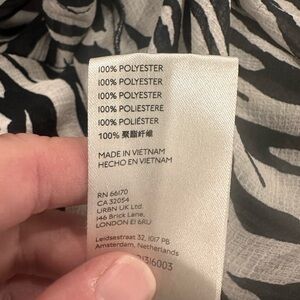 100% POLYESTER
100% POLYESTER
100% POLYESTER
100% POLIESTERE
100% POLIÉSTER
100% 聚酯纤维
MADE IN VIETNAM
HECHO EN VIETNAM
RN 66170
CA 32054
URBN UK Ltd.
146 Brick Lane,
LONDON E1 6RU
Leidsestraat 32, 1017 PB
Amsterdam, Netherlands